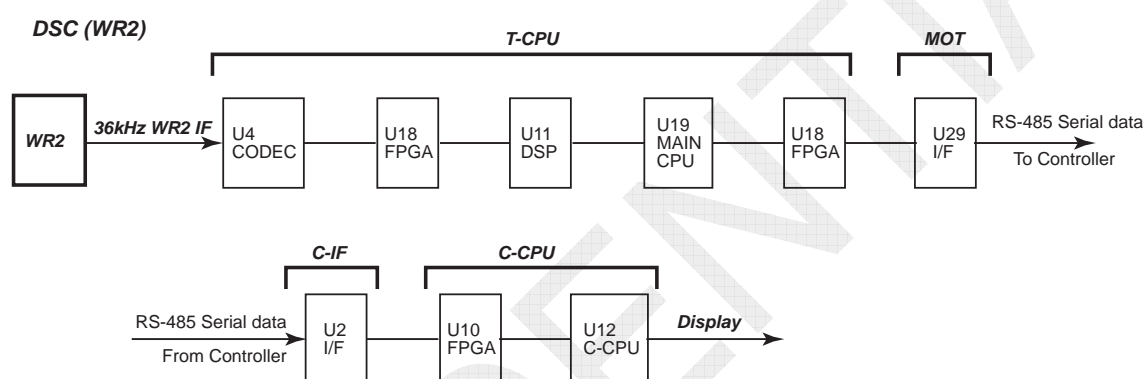 DSC (WR2)
T-CPU
MOT
WR2
36kHz WR2 IF
U4
CODEC
U18
FPGA
U11
DSP
U19
MAIN
CPU
U18
FPGA
U29
I/F
RS-485 Serial data
To Controller
C-IF
C-CPU
RS-485 Serial data
From Controller
U2
I/F
U10
FPGA
U12
C-CPU
Display